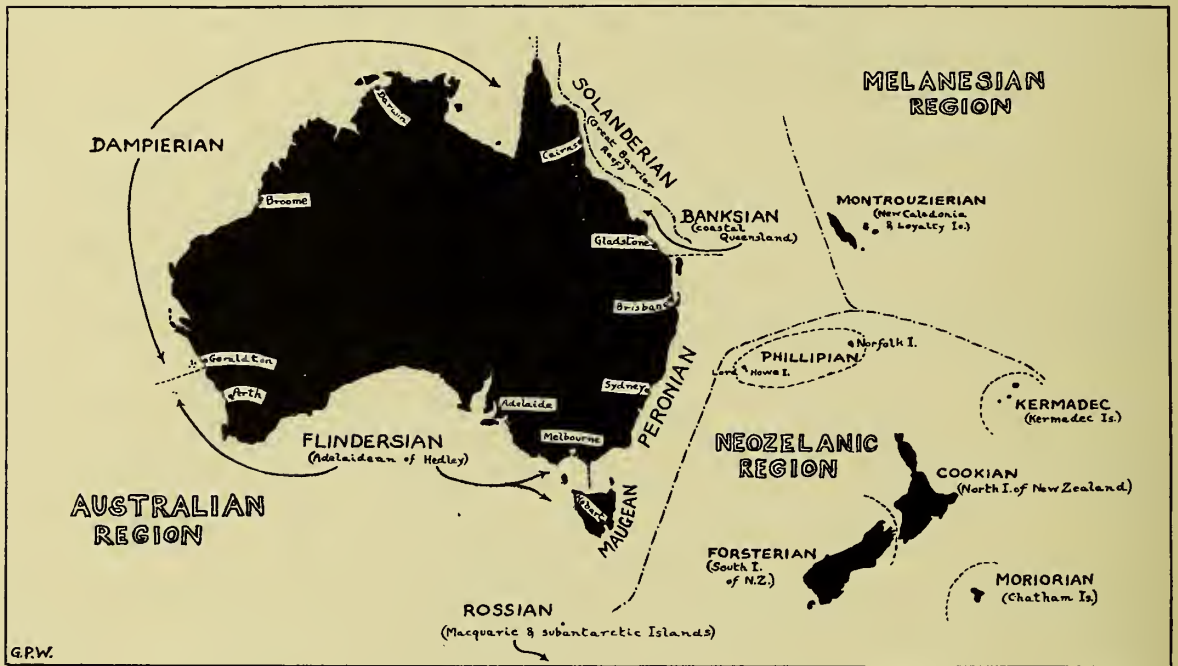 MELANESIAN
REGION
SOLANDERIAN
(Great Barrier
Reef)
Darwin
DAMPIERIAN
Cairns
Broome
MONTROUZIERIAN
(New Caledonia
& Loyalty Is.)
BANKSIAN
(coastal
Queensland)
Gladstone
Brisbane
PHILLIPIAN
Norfolk I.
Lord Howe I.
Geraldton
Perth
Sydney
PERONIAN
Adelaide
KERMADEC
(Kermadec Is.)
Melbourne
FLINDERSIAN
(Adelaidean of Hedley)
NEOZELANIC
REGION
COOKIAN
(North I. of New Zealand)
AUSTRALIAN
REGION
Hobart
MAUGEAN
FORSTERIAN
(South I.
of N.Z.)
MORIORIAN
(Chatham Is.)
ROSSIAN
(Macquarie & subantarctic Islands)
G.P.W.